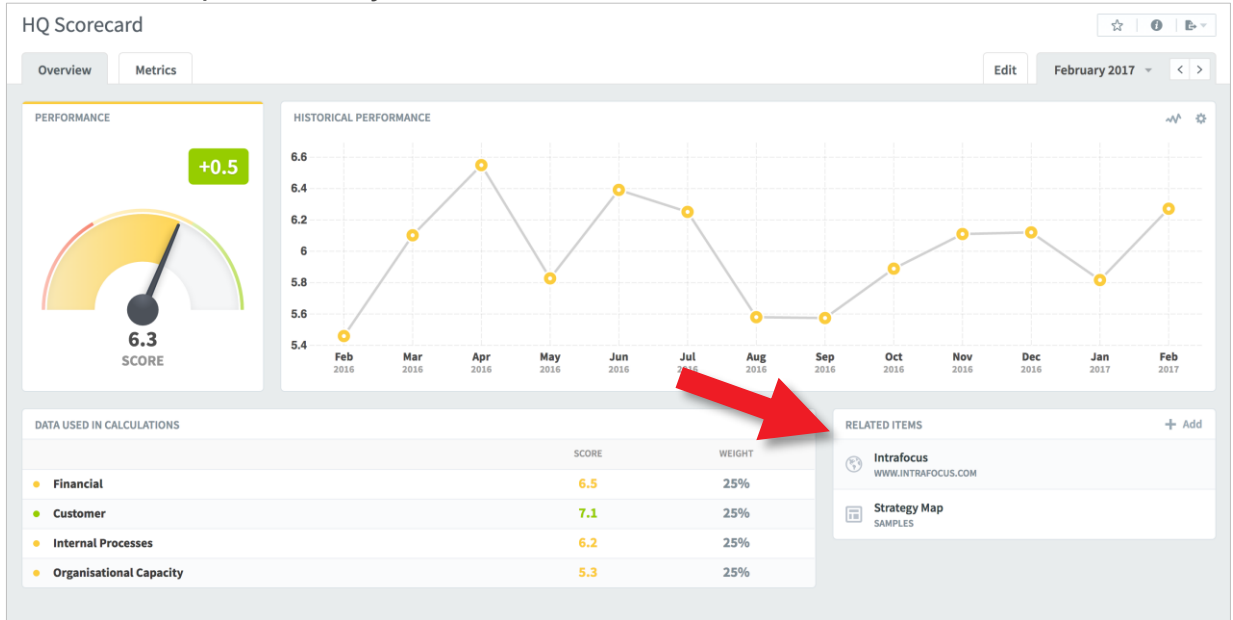 HQ Scorecard
Overview Metrics Edit February 2017
PERFORMANCE
+0.5
6.3
SCORE
HISTORICAL PERFORMANCE
6.6
6.4
6.2
6
5.8
5.6
5.4
Feb Mar Apr May Jun Jul Aug Sep Oct Nov Dec Jan Feb
2016 2016 2016 2016 2016 2016 2016 2016 2016 2016 2016 2017 2017
DATA USED IN CALCULATIONS
SCORE WEIGHT
Financial 6.5 25%
Customer 7.1 25%
Internal Processes 6.2 25%
Organisational Capacity 5.3 25%
RELATED ITEMS + Add
Intrafocus
WWW.INTRAFOCUS.COM
Strategy Map
SAMPLES